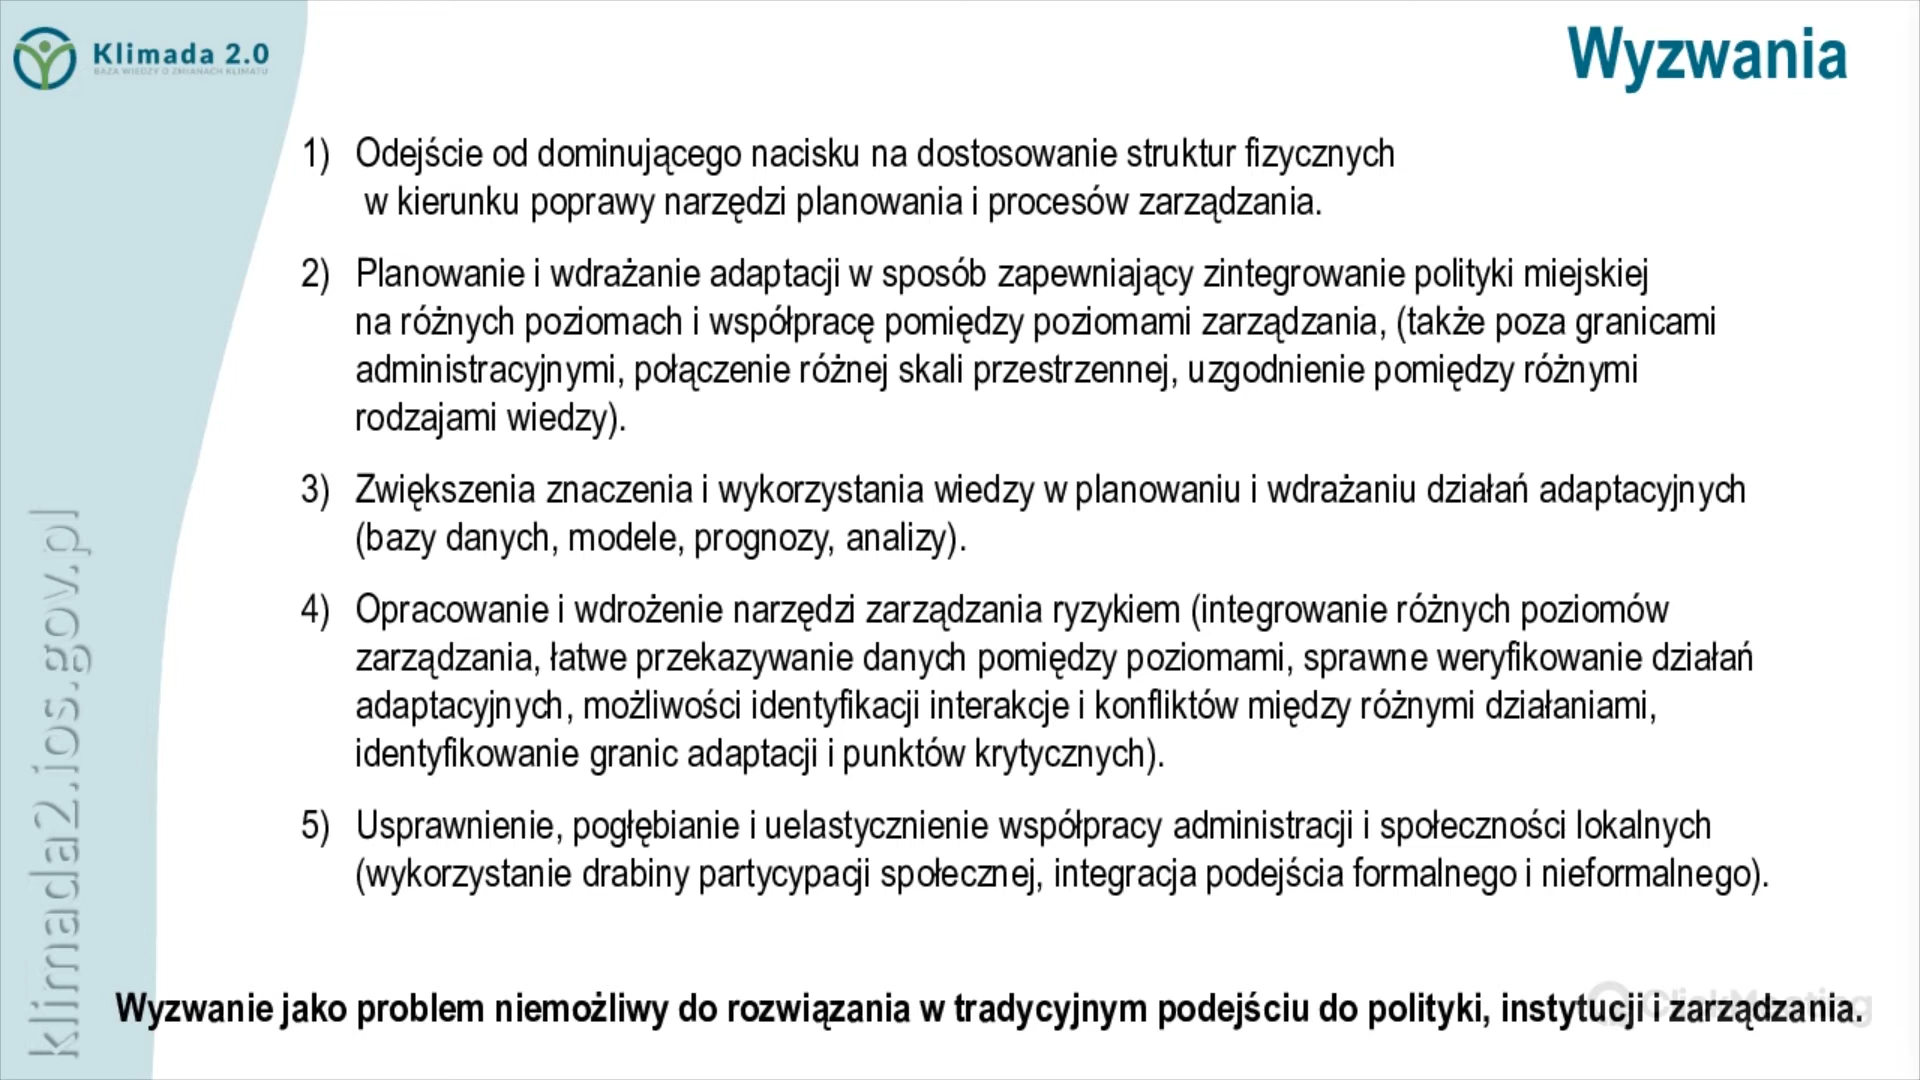 Klimada 2.0
BAZA WIEDZY O ZMIANACH KLIMATU
Wyzwania
1) Odejście od dominującego nacisku na dostosowanie struktur fizycznych
w kierunku poprawy narzędzi planowania i procesów zarządzania.
2) Planowanie i wdrażanie adaptacji w sposób zapewniający zintegrowanie polityki miejskiej
na różnych poziomach i współpracę pomiędzy poziomami zarządzania, (także poza granicami
administracyjnymi, połączenie różnej skali przestrzennej, uzgodnienie pomiędzy różnymi
rodzajami wiedzy).
3) Zwiększenia znaczenia i wykorzystania wiedzy w planowaniu i wdrażaniu działań adaptacyjnych
(bazy danych, modele, prognozy, analizy).
4) Opracowanie i wdrożenie narzędzi zarządzania ryzykiem (integrowanie różnych poziomów
zarządzania, łatwe przekazywanie danych pomiędzy poziomami, sprawne weryfikowanie działań
adaptacyjnych, możliwości identyfikacji interakcje i konfliktów między różnymi działaniami,
identyfikowanie granic adaptacji i punktów krytycznych).
5) Usprawnienie, pogłębianie i uelastycznienie współpracy administracji i społeczności lokalnych
(wykorzystanie drabiny partycypacji społecznej, integracja podejścia formalnego i nieformalnego).
Wyzwanie jako problem niemożliwy do rozwiązania w tradycyjnym podejściu do polityki, instytucji i zarządzania.
ClickMeeting
klimada2.ios.gov.pl